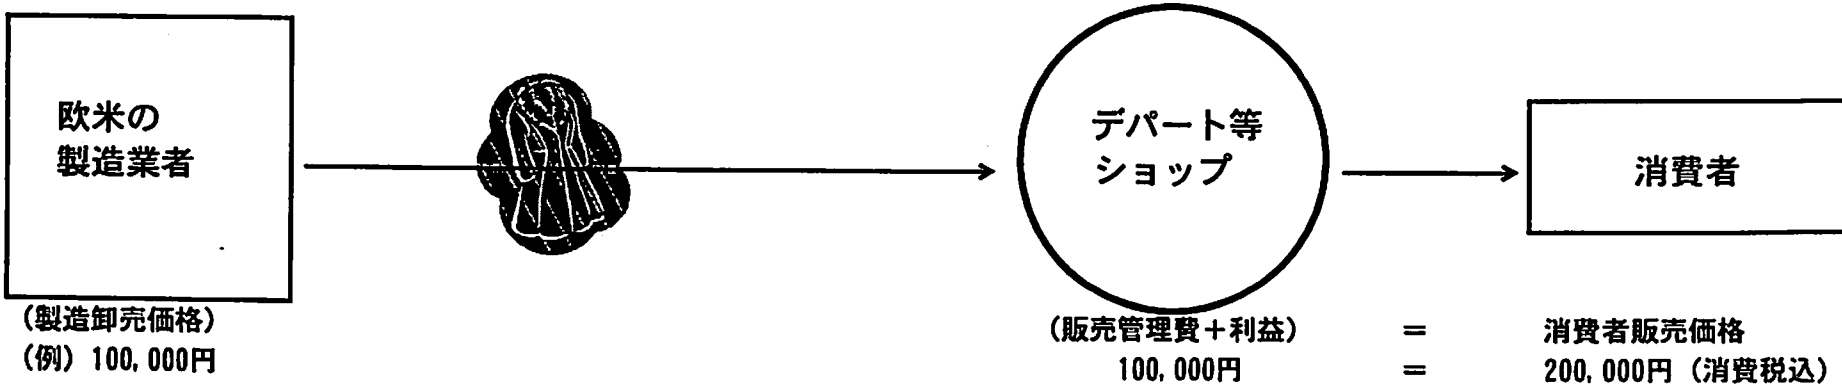 欧米の
製造業者
デパート等
ショップ
消費者
（製造卸売価格）
（例）100,000円
（販売管理費＋利益） ＝ 消費者販売価格
100,000円 ＝ 200,000円（消費税込）